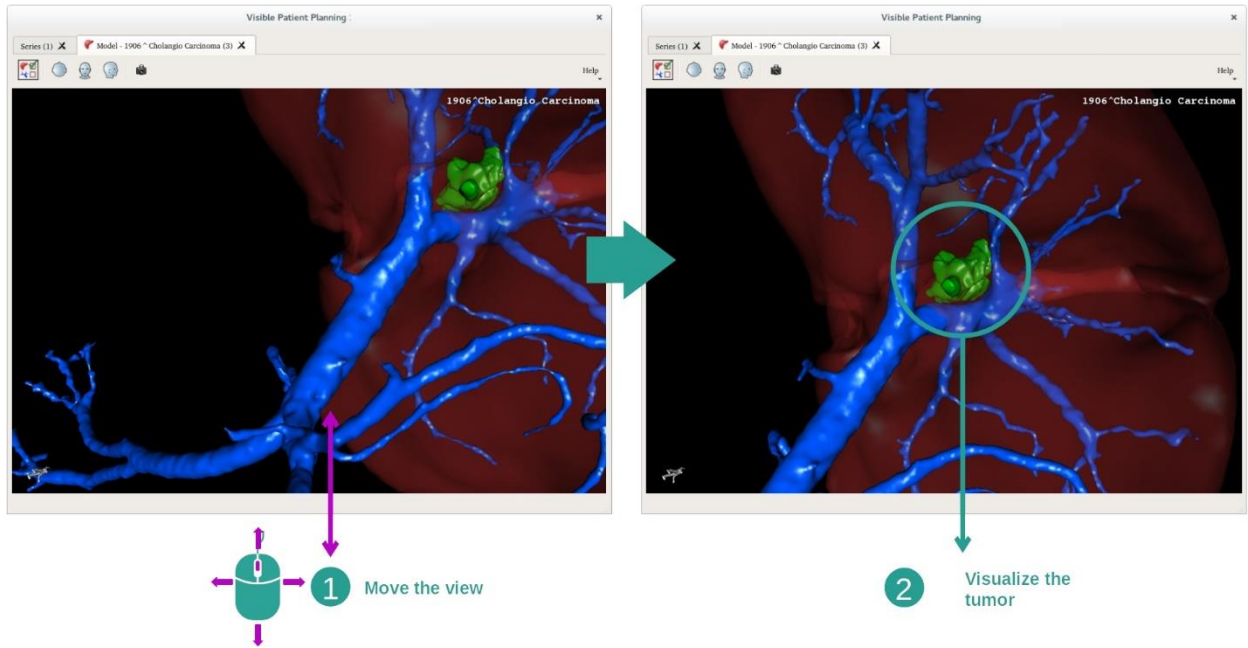 Visible Patient Planning
Series (1)
Model - 1906 ^ Cholangio Carcinoma (3)
Help
1906^Cholangio Carcinoma
1
Move the view
Visible Patient Planning
Series (1)
Model - 1906 ^ Cholangio Carcinoma (3)
Help
1906^Cholangio Carcinoma
2
Visualize the
tumor